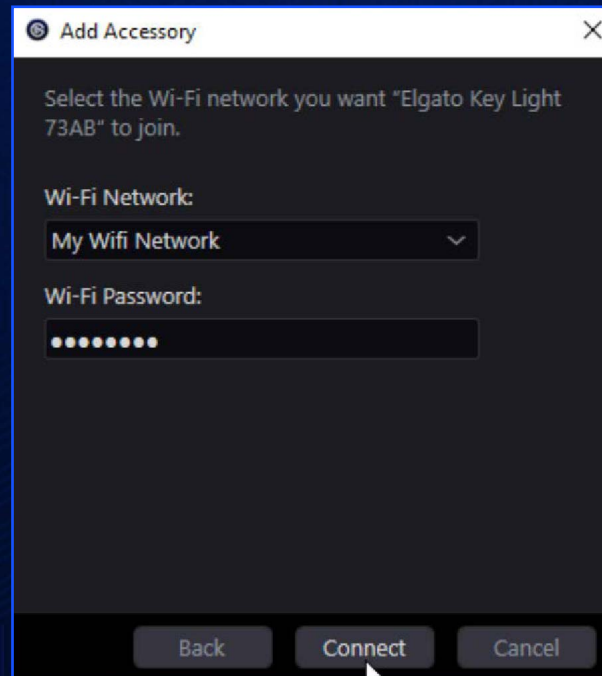 Add Accessory
Select the Wi-Fi network you want “Elgato Key Light
73AB” to join.
Wi-Fi Network:
My Wifi Network
Wi-Fi Password:
●●●●●●●●
Back
Connect
Cancel